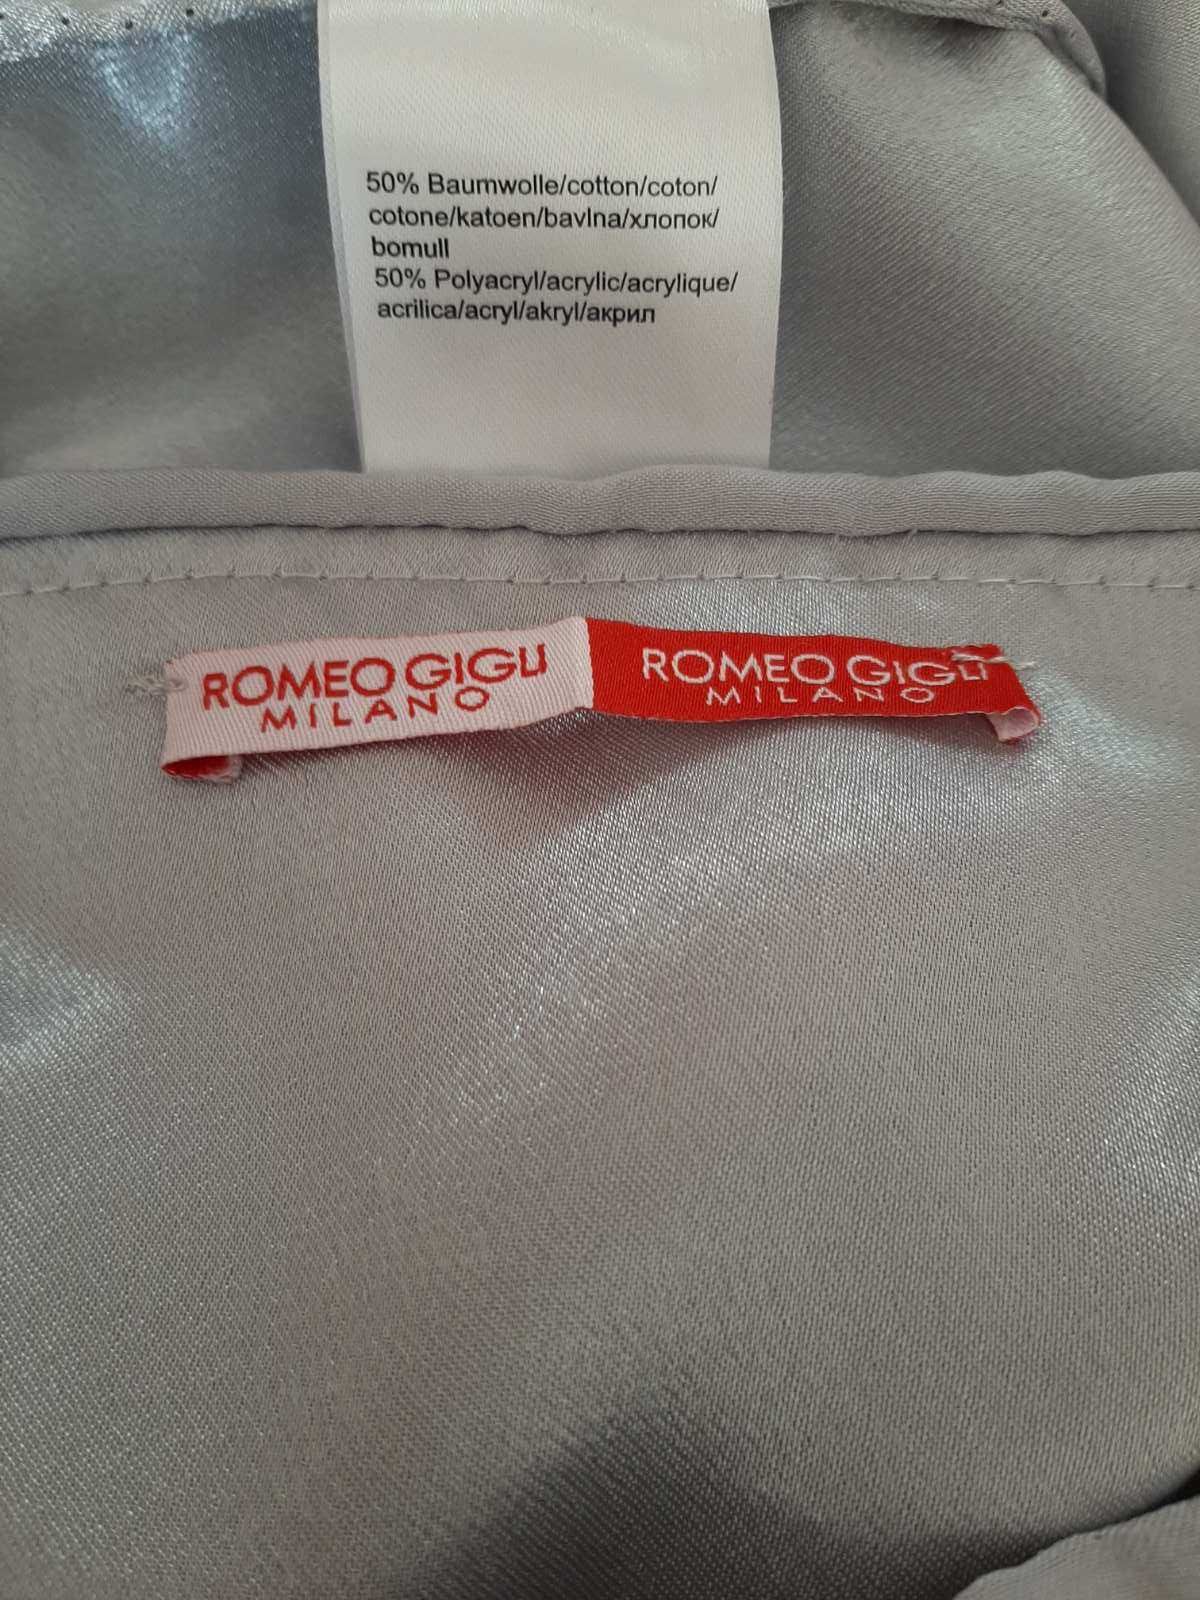 50% Baumwolle/cotton/coton/
cotone/katoen/bavlna/хлопок/
bomull
50% Polyacryl/acrylic/acrylique/
acrilica/acryl/akryl/акрил
ROMEO GIGLI
MILANO
ROMEO GIGLI
MILANO